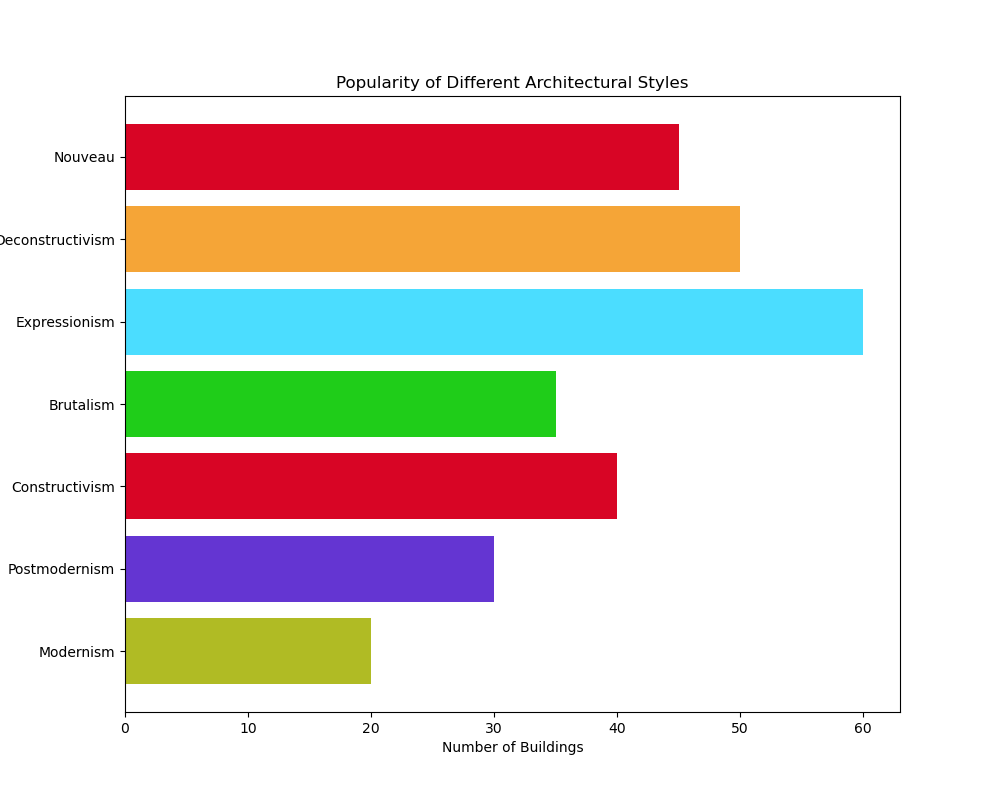 Popularity of Different Architectural Styles
Nouveau
Deconstructivism
Expressionism
Brutalism
Constructivism
Postmodernism
Modernism
0 10 20 30 40 50 60
Number of Buildings